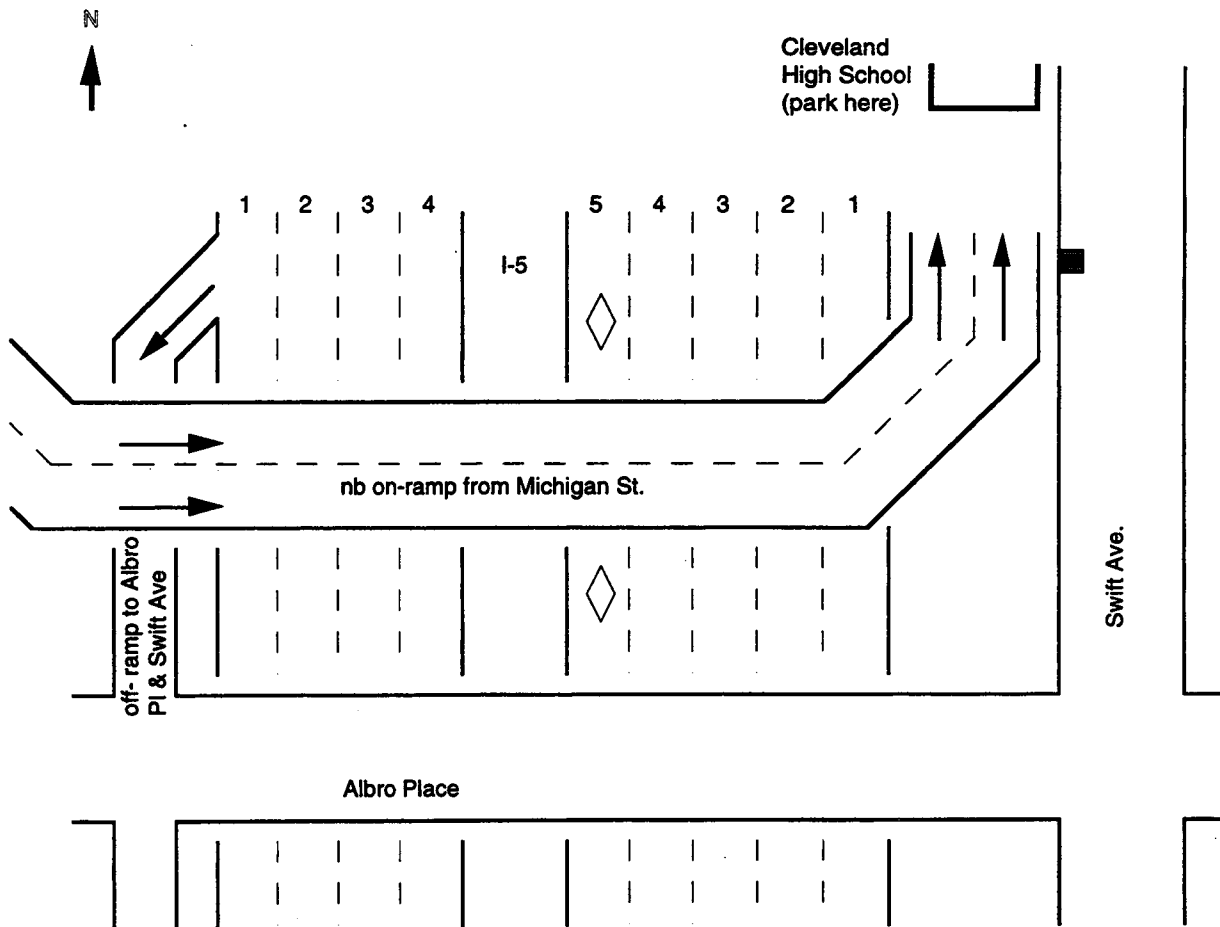 N
Cleveland
High School
(park here)
1 2 3 4 5 4 3 2 1
I-5
nb on-ramp from Michigan St.
off- ramp to Albro
Pl & Swift Ave
Swift Ave.
Albro Place